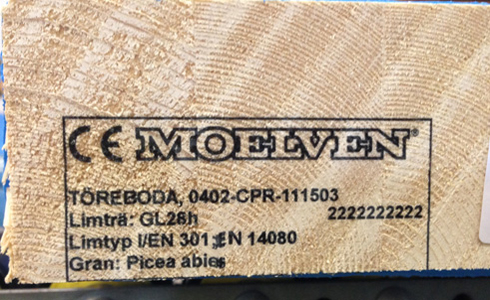 CE MOELVEN®
TÖREBODA, 0402-CPR-111503
Limträ: GL28h 2222222222
Limtyp I/EN 301; EN 14080
Gran: Picea abies